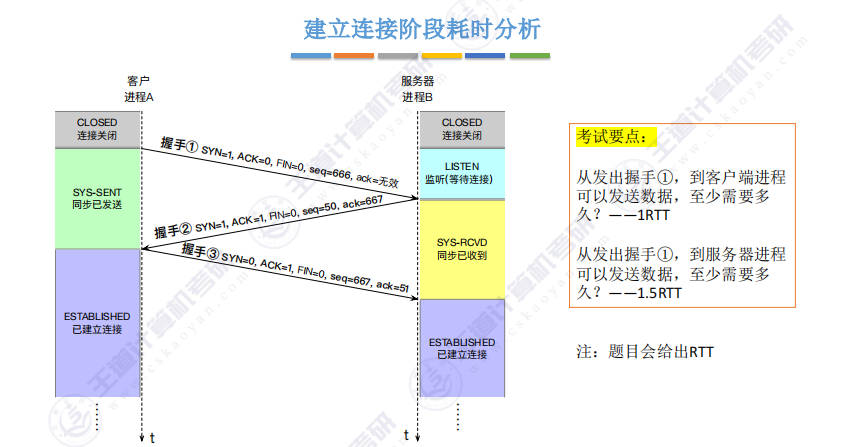 建立连接阶段耗时分析
客户
进程A
服务器
进程B
CLOSED
连接关闭
CLOSED
连接关闭
握手① SYN=1, ACK=0, FIN=0, seq=666, ack=无效
LISTEN
监听(等待连接)
SYS-SENT
同步已发送
握手② SYN=1, ACK=1, FIN=0, seq=50, ack=667
SYS-RCVD
同步已收到
握手③ SYN=0, ACK=1, FIN=0, seq=667, ack=51
ESTABLISHED
已建立连接
ESTABLISHED
已建立连接
……
……
t
t
考试要点：
从发出握手①，到客户端进程
可以发送数据，至少需要多
久？——1RTT
从发出握手①，到服务器进程
可以发送数据，至少需要多
久？——1.5RTT
注：题目会给出RTT
王道计算机考研
www.cskaoyan.com